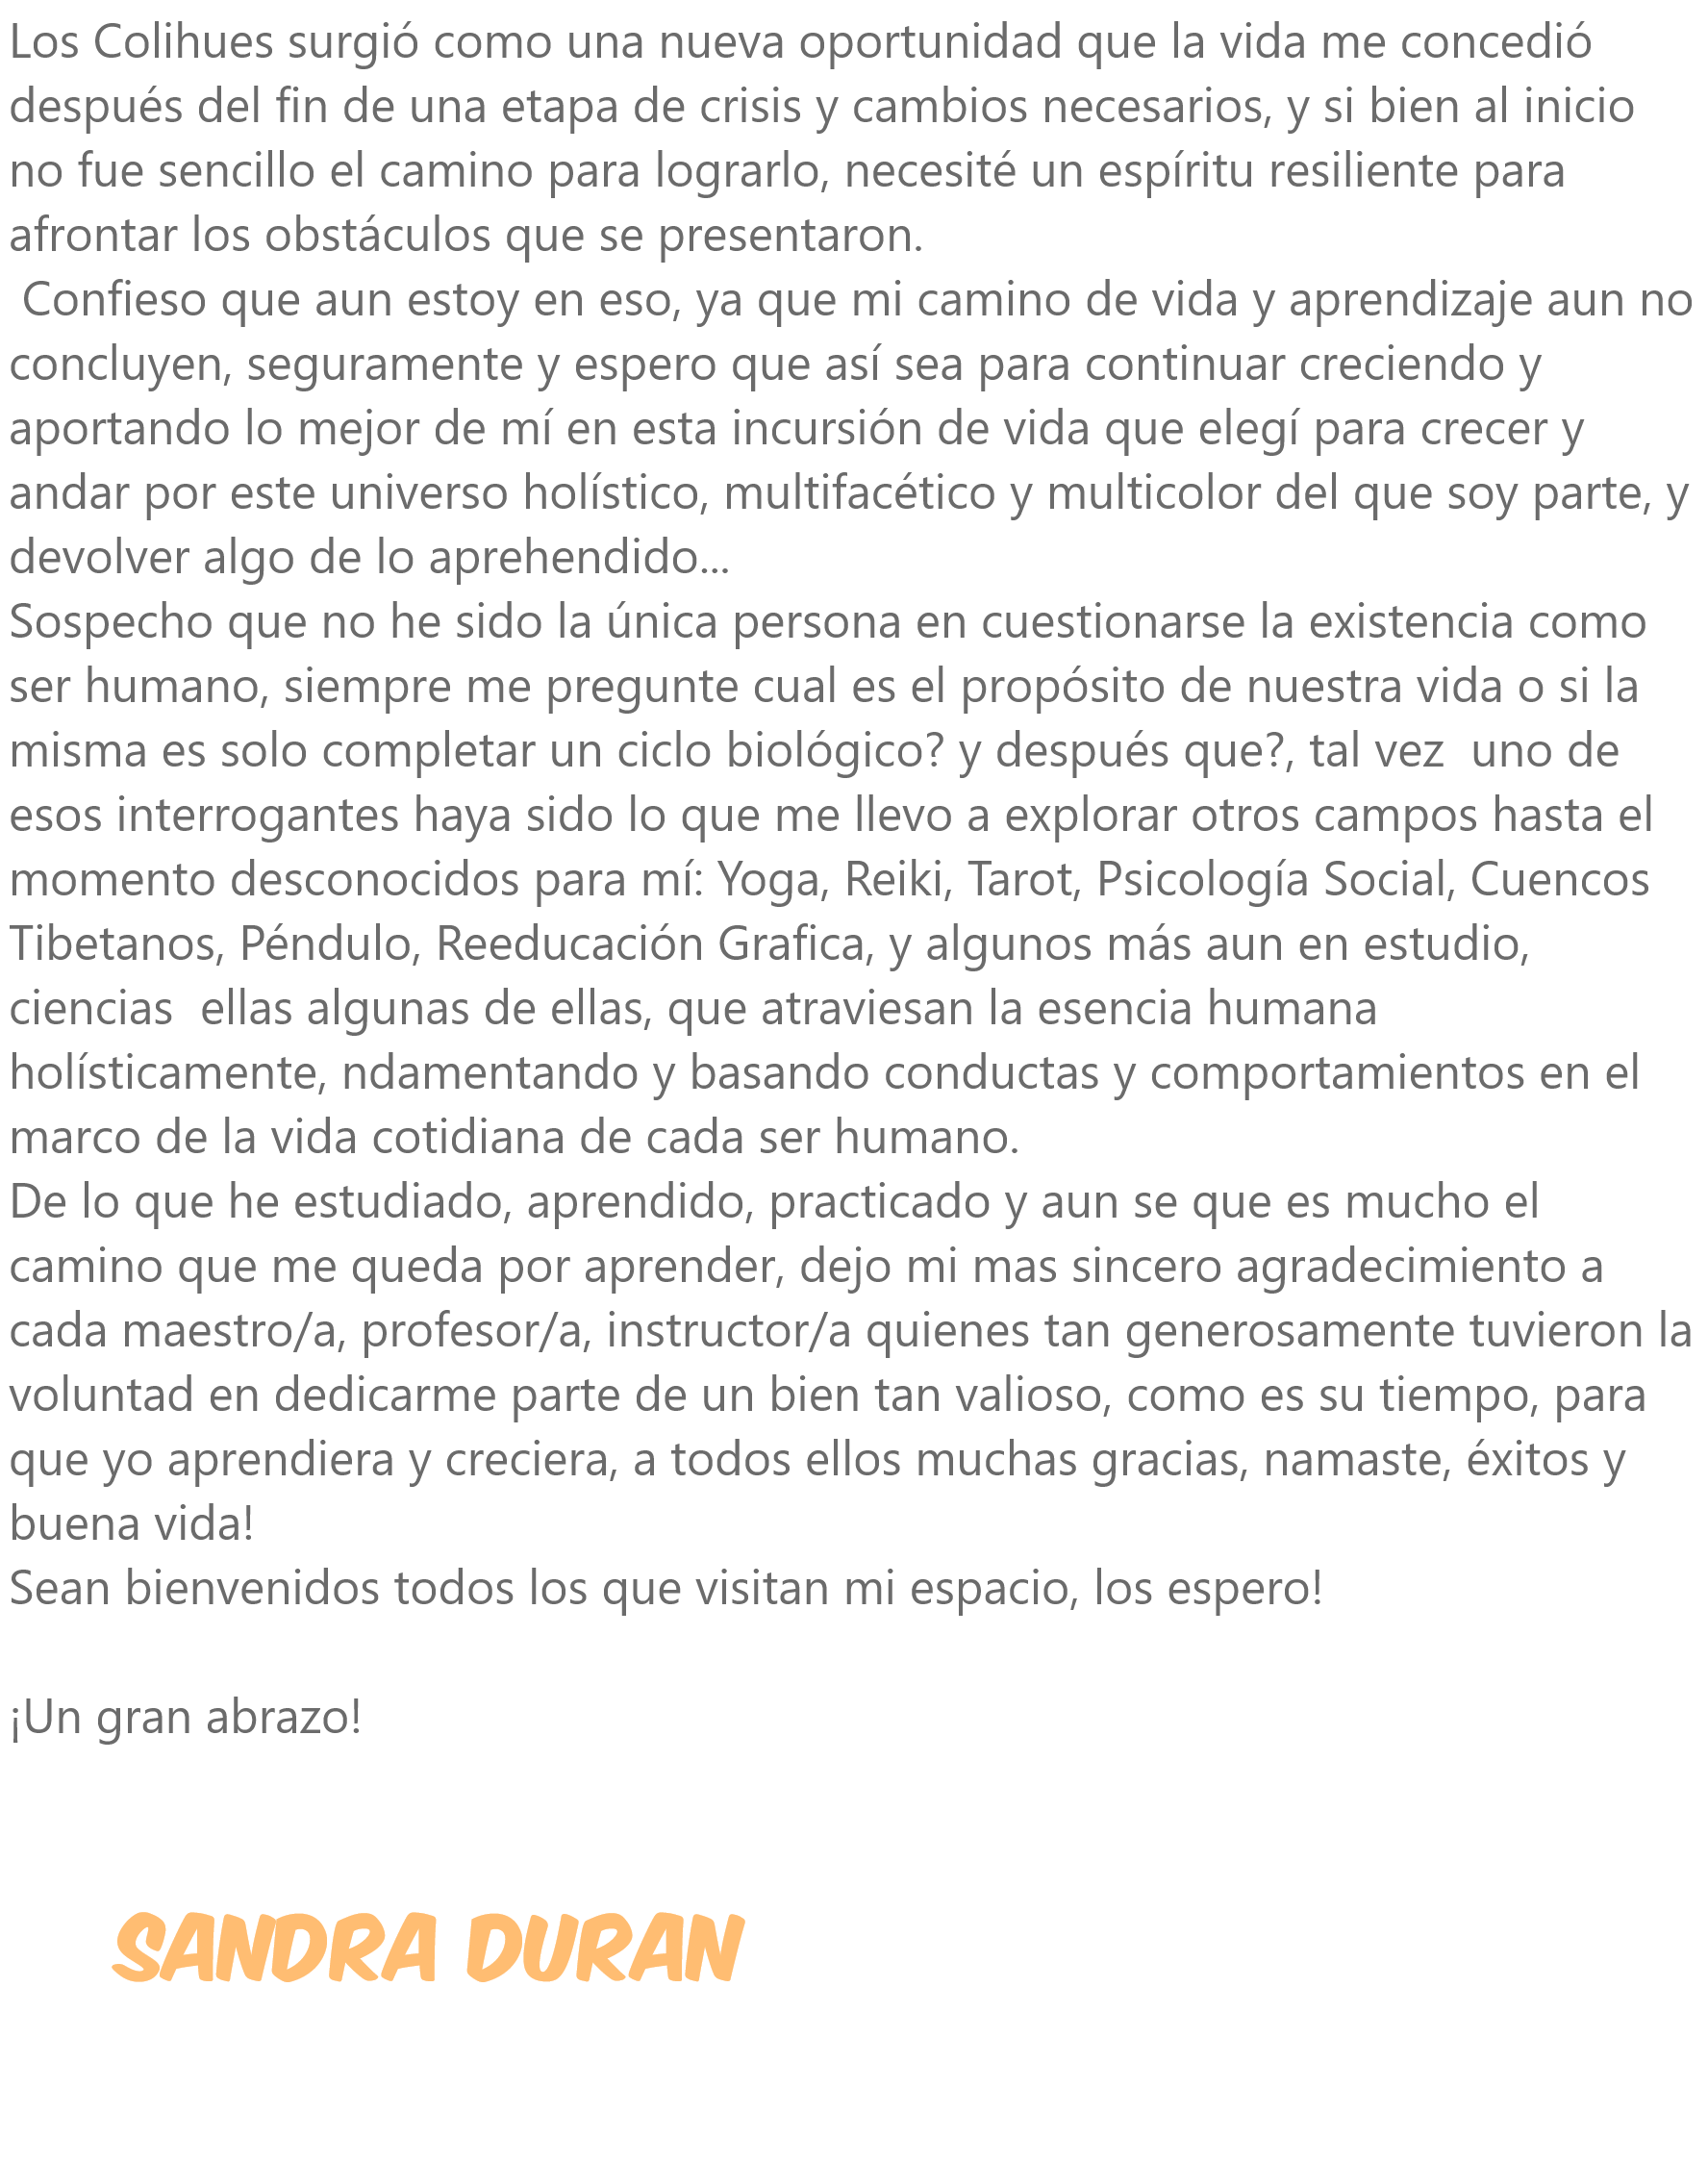 Los Colihues surgió como una nueva oportunidad que la vida me concedió
después del fin de una etapa de crisis y cambios necesarios, y si bien al inicio
no fue sencillo el camino para lograrlo, necesité un espíritu resiliente para
afrontar los obstáculos que se presentaron.
Confieso que aun estoy en eso, ya que mi camino de vida y aprendizaje aun no
concluyen, seguramente y espero que así sea para continuar creciendo y
aportando lo mejor de mí en esta incursión de vida que elegí para crecer y
andar por este universo holístico, multifacético y multicolor del que soy parte, y
devolver algo de lo aprehendido...
Sospecho que no he sido la única persona en cuestionarse la existencia como
ser humano, siempre me pregunte cual es el propósito de nuestra vida o si la
misma es solo completar un ciclo biológico? y después que?, tal vez  uno de
esos interrogantes haya sido lo que me llevo a explorar otros campos hasta el
momento desconocidos para mí: Yoga, Reiki, Tarot, Psicología Social, Cuencos
Tibetanos, Péndulo, Reeducación Grafica, y algunos más aun en estudio,
ciencias  ellas algunas de ellas, que atraviesan la esencia humana
holísticamente, ndamentando y basando conductas y comportamientos en el
marco de la vida cotidiana de cada ser humano.
De lo que he estudiado, aprendido, practicado y aun se que es mucho el
camino que me queda por aprender, dejo mi mas sincero agradecimiento a
cada maestro/a, profesor/a, instructor/a quienes tan generosamente tuvieron la
voluntad en dedicarme parte de un bien tan valioso, como es su tiempo, para
que yo aprendiera y creciera, a todos ellos muchas gracias, namaste, éxitos y
buena vida!
Sean bienvenidos todos los que visitan mi espacio, los espero!
¡Un gran abrazo!
SANDRA DURAN